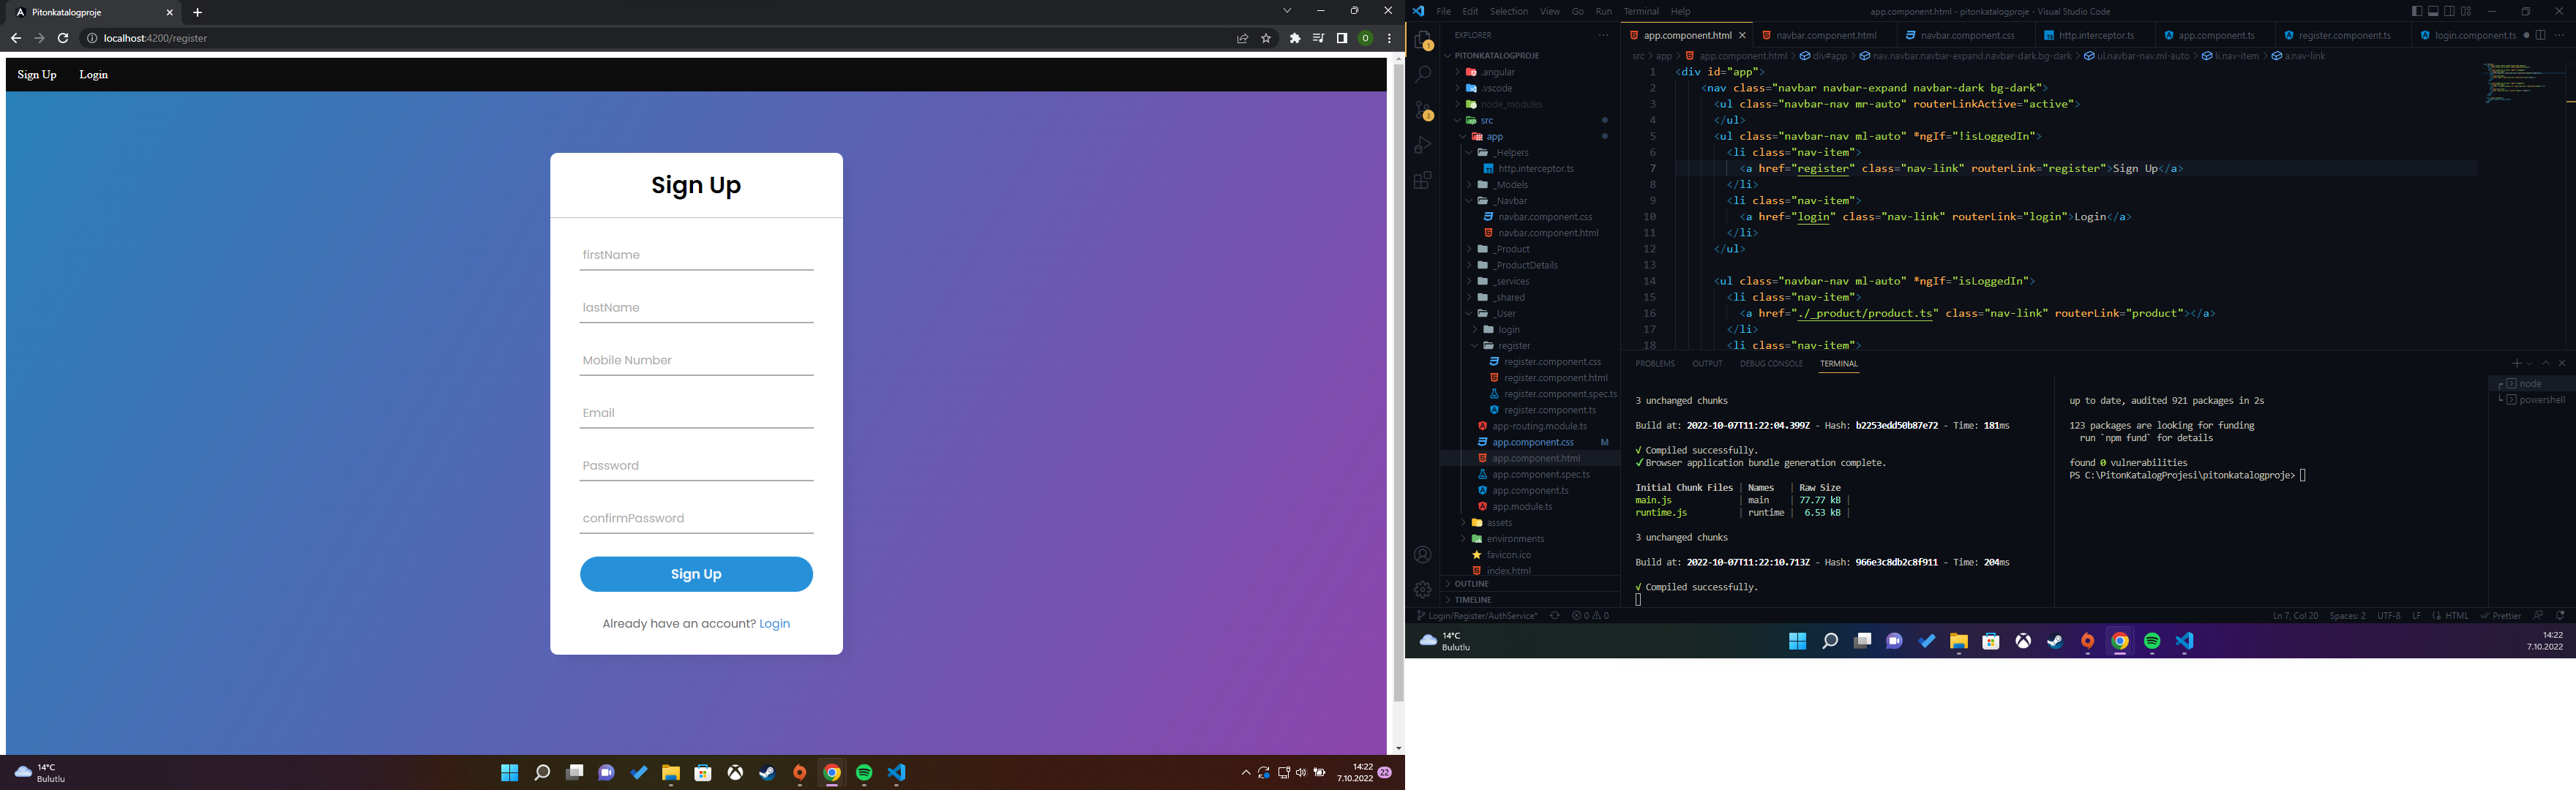 Pitonkatalogproje
localhost:4200/register
Sign Up Login
Sign Up
firstName
lastName
Mobile Number
Email
Password
confirmPassword
Sign Up
Already have an account? Login
14°C
Bulutlu
14:22
7.10.2022
22
File Edit Selection View Go Run Terminal Help
app.component.html - pitonkatalogproje - Visual Studio Code
EXPLORER
PITONKATALOGPROJE
.angular
.vscode
node_modules
src
app
_Helpers
http.interceptor.ts
_Models
_Navbar
navbar.component.css
navbar.component.html
_Product
_ProductDetails
_services
_shared
_User
login
register
register.component.css
register.component.html
register.component.spec.ts
register.component.ts
app-routing.module.ts
app.component.css M
app.component.html
app.component.spec.ts
app.component.ts
app.module.ts
assets
environments
favicon.ico
index.html
OUTLINE
TIMELINE
app.component.html navbar.component.html navbar.component.css http.interceptor.ts app.component.ts register.component.ts login.component.ts
src > app > app.component.html > div#app > nav.navbar.navbar-expand.navbar-dark.bg-dark > ul.navbar-nav.ml-auto > li.nav-item > a.nav-link
1 <div id="app">
2 <nav class="navbar navbar-expand navbar-dark bg-dark">
3 <ul class="navbar-nav mr-auto" routerLinkActive="active">
4 </ul>
5 <ul class="navbar-nav ml-auto" *ngIf="!isLoggedIn">
6 <li class="nav-item">
7 <a href="register" class="nav-link" routerLink="register">Sign Up</a>
8 </li>
9 <li class="nav-item">
10 <a href="login" class="nav-link" routerLink="login">Login</a>
11 </li>
12 </ul>
13
14 <ul class="navbar-nav ml-auto" *ngIf="isLoggedIn">
15 <li class="nav-item">
16 <a href="./_product/product.ts" class="nav-link" routerLink="product"></a>
17 </li>
18 <li class="nav-item">
PROBLEMS OUTPUT DEBUG CONSOLE TERMINAL
3 unchanged chunks
Build at: 2022-10-07T11:22:04.399Z - Hash: b2253edd50b87e72 - Time: 181ms
√ Compiled successfully.
✔ Browser application bundle generation complete.
Initial Chunk Files | Names | Raw Size
main.js | main | 77.77 kB |
runtime.js | runtime | 6.53 kB |
3 unchanged chunks
Build at: 2022-10-07T11:22:10.713Z - Hash: 966e3c8db2c8f911 - Time: 204ms
√ Compiled successfully.
up to date, audited 921 packages in 2s
123 packages are looking for funding
run `npm fund` for details
found 0 vulnerabilities
PS C:\PitonKatalogProjesi\pitonkatalogproje>
node
powershell
Login/Register/AuthService* 0 0
Ln 7, Col 20 Spaces: 2 UTF-8 LF HTML Prettier
14°C
Bulutlu
14:22
7.10.2022